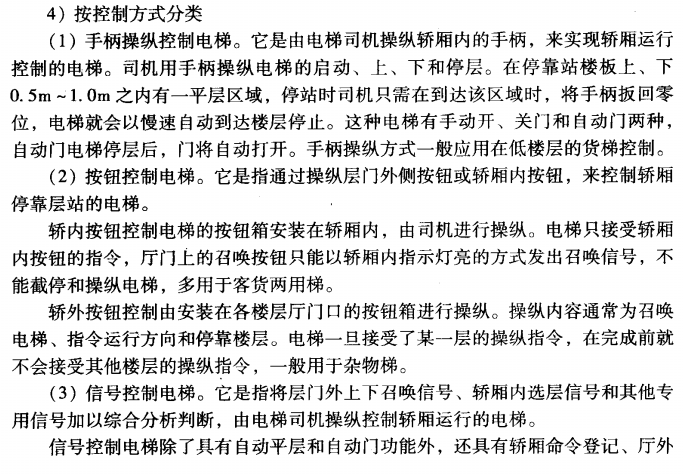 4）按控制方式分类
（1）手柄操纵控制电梯。它是由电梯司机操纵轿厢内的手柄，来实现轿厢运行
控制的电梯。司机用手柄操纵电梯的启动、上、下和停层。在停靠站楼板上、下
0.5m～1.0m之内有一平层区域，停站时司机只需在到达该区域时，将手柄扳回零
位，电梯就会以慢速自动到达楼层停止。这种电梯有手动开、关门和自动门两种，
自动门电梯停层后，门将自动打开。手柄操纵方式一般应用在低楼层的货梯控制。
（2）按钮控制电梯。它是指通过操纵层门外侧按钮或轿厢内按钮，来控制轿厢
停靠层站的电梯。
轿内按钮控制电梯的按钮箱安装在轿厢内，由司机进行操纵。电梯只接受轿厢
内按钮的指令，厅门上的召唤按钮只能以轿厢内指示灯亮的方式发出召唤信号，不
能截停和操纵电梯，多用于客货两用梯。
轿外按钮控制由安装在各楼层厅门口的按钮箱进行操纵。操纵内容通常为召唤
电梯、指令运行方向和停靠楼层。电梯一旦接受了某一层的操纵指令，在完成前就
不会接受其他楼层的操纵指令，一般用于杂物梯。
（3）信号控制电梯。它是指将层门外上下召唤信号、轿厢内选层信号和其他专
用信号加以综合分析判断，由电梯司机操纵控制轿厢运行的电梯。
信号控制电梯除了具有自动平层和自动门功能外，还具有轿厢命令登记、厅外